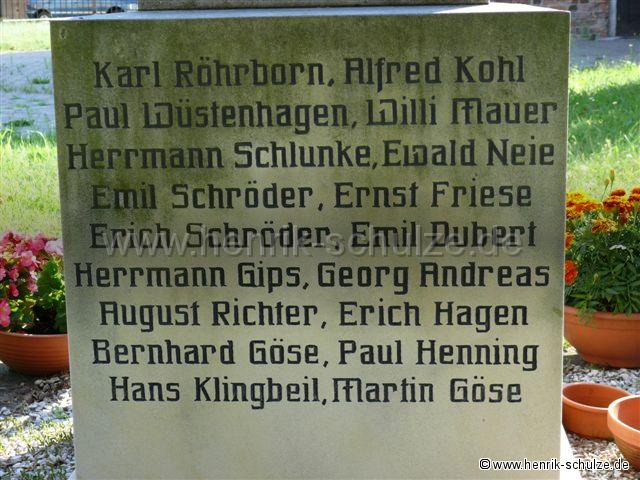 Karl Röhrborn, Alfred Kohl
Paul Wüstenhagen, Willi Mauer
Herrmann Schlunke, Ewald Neie
Emil Schröder, Ernst Friese
Erich Schröder, Emil Dubert
www.henrik-schulze.de
Herrmann Gips, Georg Andreas
August Richter, Erich Hagen
Bernhard Göse, Paul Henning
Hans Klingbeil, Martin Göse
©www.henrik-schulze.de